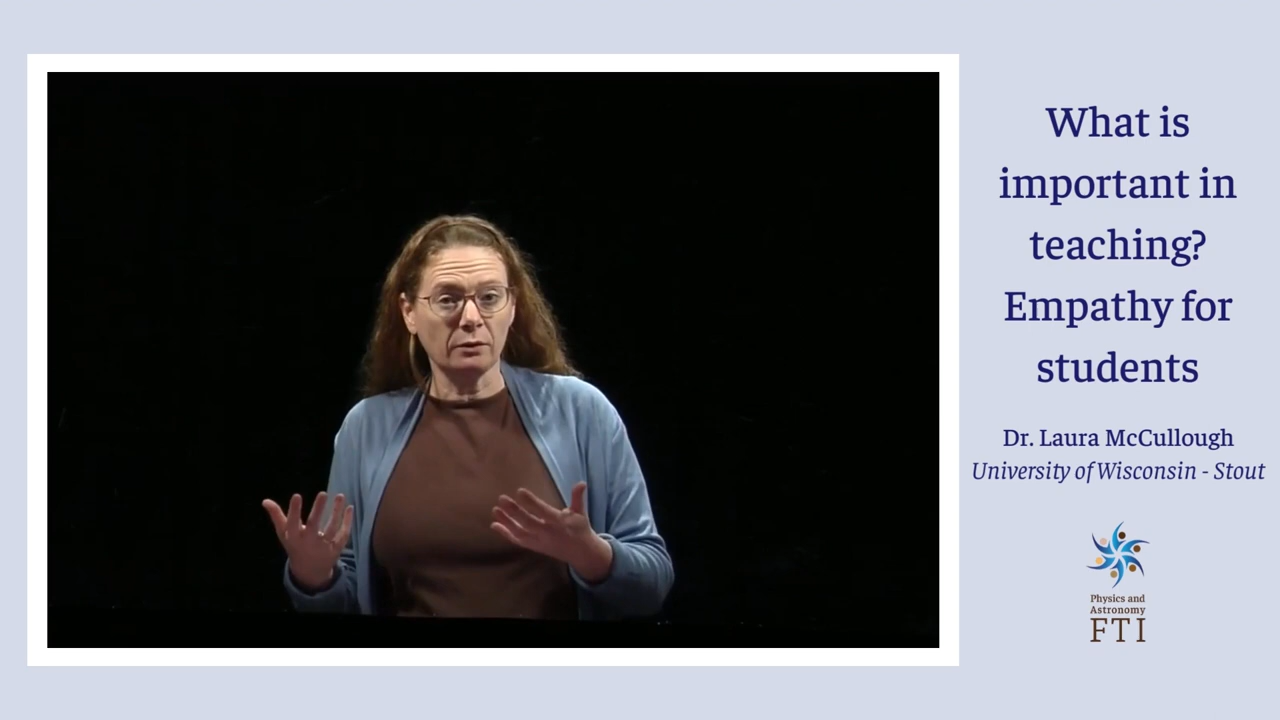 What is
important in
teaching?
Empathy for
students
Dr. Laura McCullough
University of Wisconsin - Stout
Physics and
Astronomy
FTI